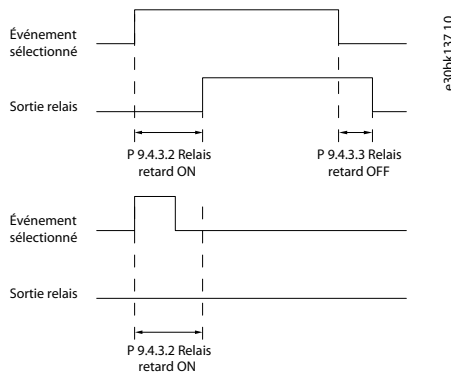 Événement
sélectionné
Sortie relais
P 9.4.3.2 Relais
retard ON
P 9.4.3.3 Relais
retard OFF
Événement
sélectionné
Sortie relais
P 9.4.3.2 Relais
retard ON
e30bk137.10